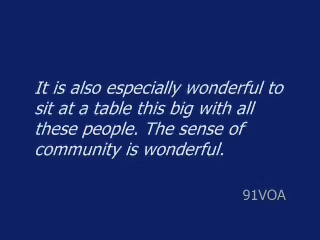 It is also especially wonderful to
sit at a table this big with all
these people. The sense of
community is wonderful.
91VOA